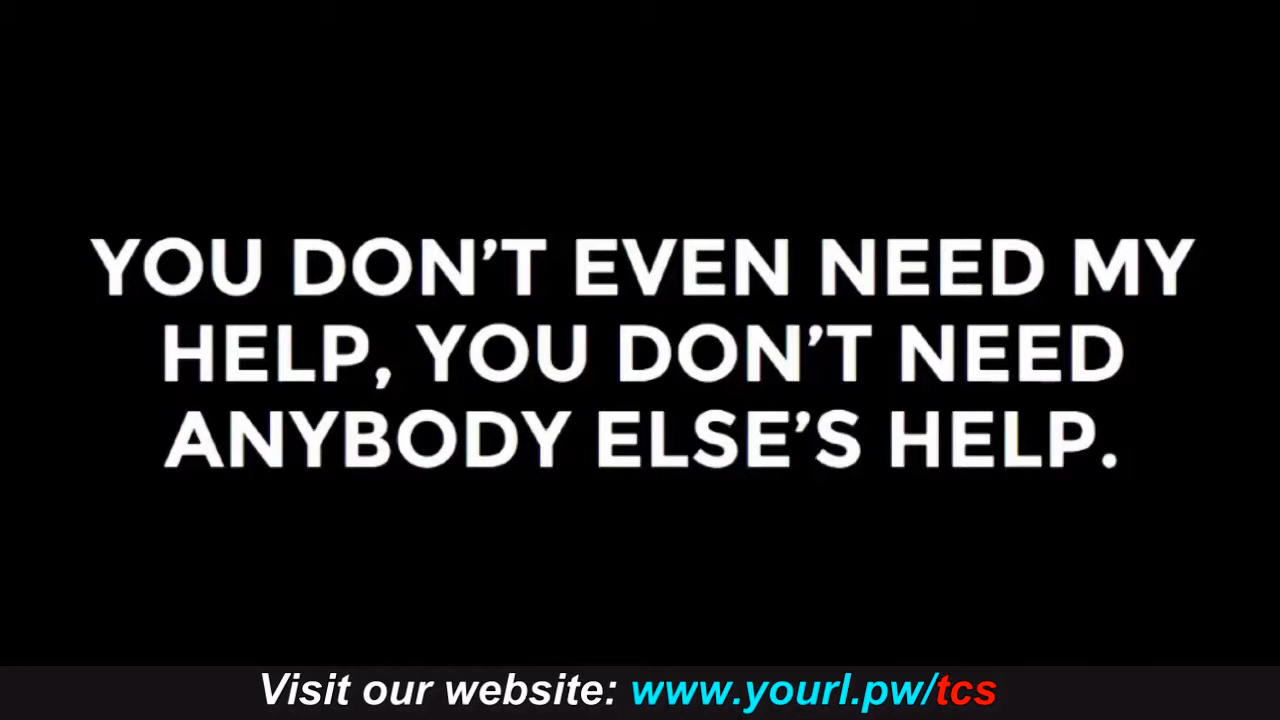 YOU DON’T EVEN NEED MY
HELP, YOU DON’T NEED
ANYBODY ELSE’S HELP.
Visit our website: www.yourl.pw/tcs